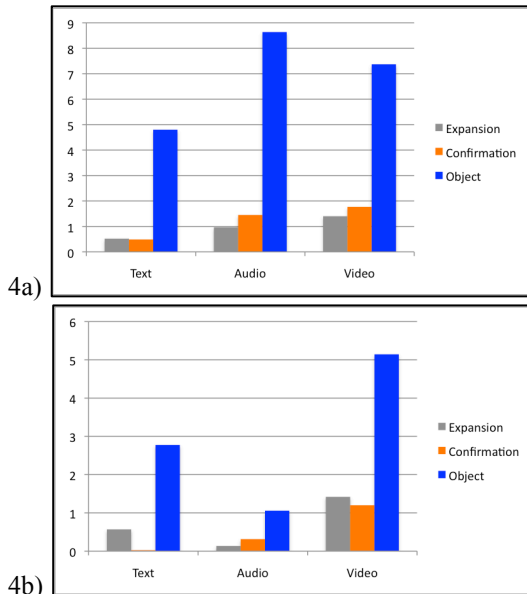 9
8
7
6
5
4
3
2
1
0
Expansion
Confirmation
Object
Text Audio Video
4a)
6
5
4
3
2
1
0
Expansion
Confirmation
Object
Text Audio Video
4b)